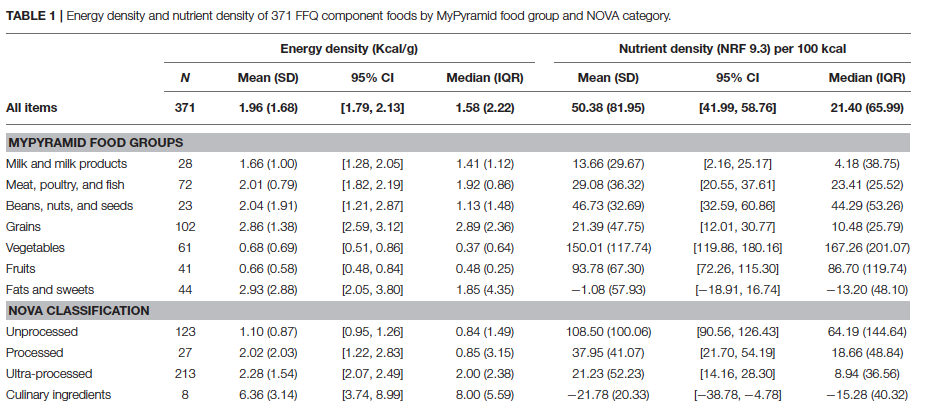 TABLE 1 | Energy density and nutrient density of 371 FFQ component foods by MyPyramid food group and NOVA category.
Energy density (Kcal/g) Nutrient density (NRF 9.3) per 100 kcal
N Mean (SD) 95% CI Median (IQR) Mean (SD) 95% CI Median (IQR)
All items 371 1.96 (1.68) [1.79, 2.13] 1.58 (2.22) 50.38 (81.95) [41.99, 58.76] 21.40 (65.99)
MYPYRAMID FOOD GROUPS
Milk and milk products 28 1.66 (1.00) [1.28, 2.05] 1.41 (1.12) 13.66 (29.67) [2.16, 25.17] 4.18 (38.75)
Meat, poultry, and fish 72 2.01 (0.79) [1.82, 2.19] 1.92 (0.86) 29.08 (36.32) [20.55, 37.61] 23.41 (25.52)
Beans, nuts, and seeds 23 2.04 (1.91) [1.21, 2.87] 1.13 (1.48) 46.73 (32.69) [32.59, 60.86] 44.29 (53.26)
Grains 102 2.86 (1.38) [2.59, 3.12] 2.89 (2.36) 21.39 (47.75) [12.01, 30.77] 10.48 (25.79)
Vegetables 61 0.68 (0.69) [0.51, 0.86] 0.37 (0.64) 150.01 (117.74) [119.86, 180.16] 167.26 (201.07)
Fruits 41 0.66 (0.58) [0.48, 0.84] 0.48 (0.25) 93.78 (67.30) [72.26, 115.30] 86.70 (119.74)
Fats and sweets 44 2.93 (2.88) [2.05, 3.80] 1.85 (4.35) −1.08 (57.93) [−18.91, 16.74] −13.20 (48.10)
NOVA CLASSIFICATION
Unprocessed 123 1.10 (0.87) [0.95, 1.26] 0.84 (1.49) 108.50 (100.06) [90.56, 126.43] 64.19 (144.64)
Processed 27 2.02 (2.03) [1.22, 2.83] 0.85 (3.15) 37.95 (41.07) [21.70, 54.19] 18.66 (48.84)
Ultra-processed 213 2.28 (1.54) [2.07, 2.49] 2.00 (2.38) 21.23 (52.23) [14.16, 28.30] 8.94 (36.56)
Culinary ingredients 8 6.36 (3.14) [3.74, 8.99] 8.00 (5.59) −21.78 (20.33) [−38.78, −4.78] −15.28 (40.32)